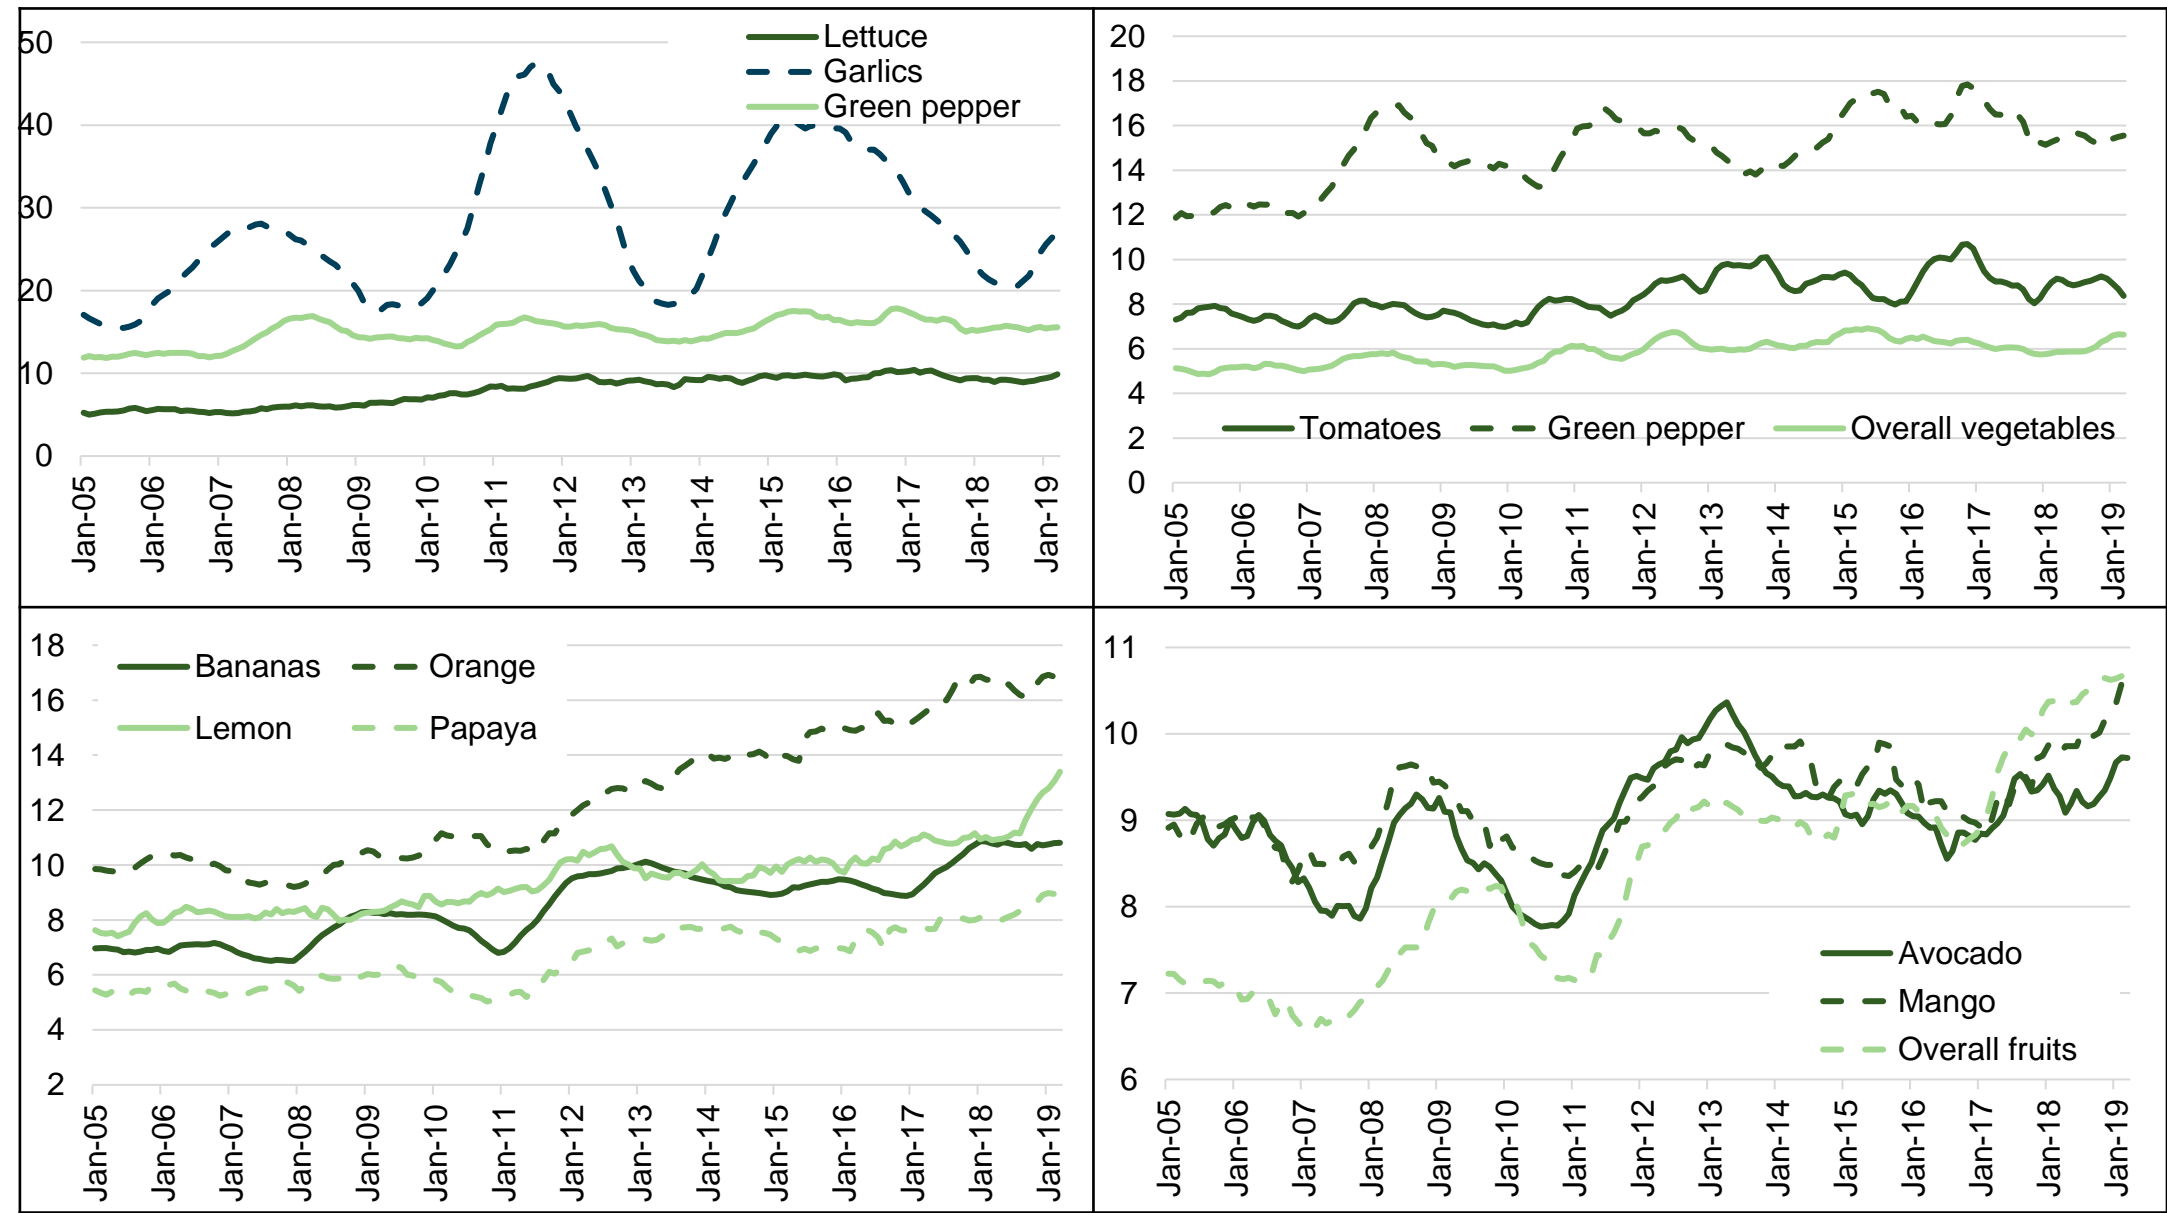 50
40
30
20
10
0
Lettuce
Garlics
Green pepper
Jan-05
Jan-06
Jan-07
Jan-08
Jan-09
Jan-10
Jan-11
Jan-12
Jan-13
Jan-14
Jan-15
Jan-16
Jan-17
Jan-18
Jan-19
20
18
16
14
12
10
8
6
4
2
0
Tomatoes Green pepper Overall vegetables
Jan-05
Jan-06
Jan-07
Jan-08
Jan-09
Jan-10
Jan-11
Jan-12
Jan-13
Jan-14
Jan-15
Jan-16
Jan-17
Jan-18
Jan-19
18
16
14
12
10
8
6
4
2
Bananas Orange
Lemon Papaya
Jan-05
Jan-06
Jan-07
Jan-08
Jan-09
Jan-10
Jan-11
Jan-12
Jan-13
Jan-14
Jan-15
Jan-16
Jan-17
Jan-18
Jan-19
11
10
9
8
7
6
Avocado
Mango
Overall fruits
Jan-05
Jan-06
Jan-07
Jan-08
Jan-09
Jan-10
Jan-11
Jan-12
Jan-13
Jan-14
Jan-15
Jan-16
Jan-17
Jan-18
Jan-19